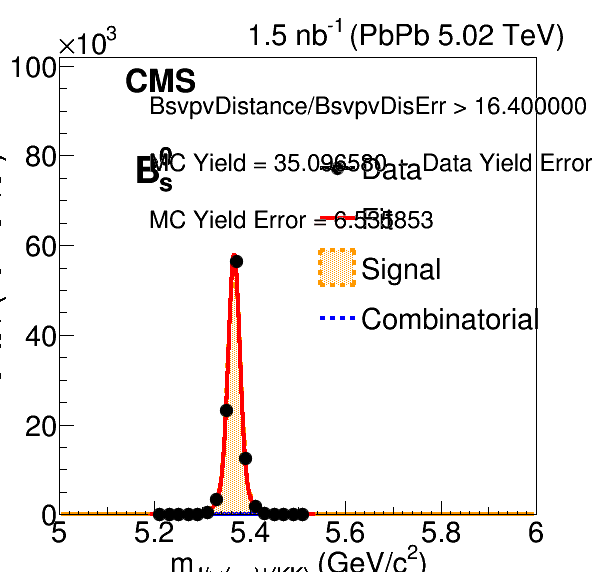 ×10³
1.5 nb⁻¹ (PbPb 5.02 TeV)
100
CMS
BsvpvDistance/BsvpvDisErr > 16.400000
80
B⁰s
MC Yield = 35.096580 Data Yield Error
Data
MC Yield Error = 6.535853
Fit
60
Signal
Combinatorial
40
20
0
5 5.2 5.4 5.6 5.8 6
m (GeV/c²)